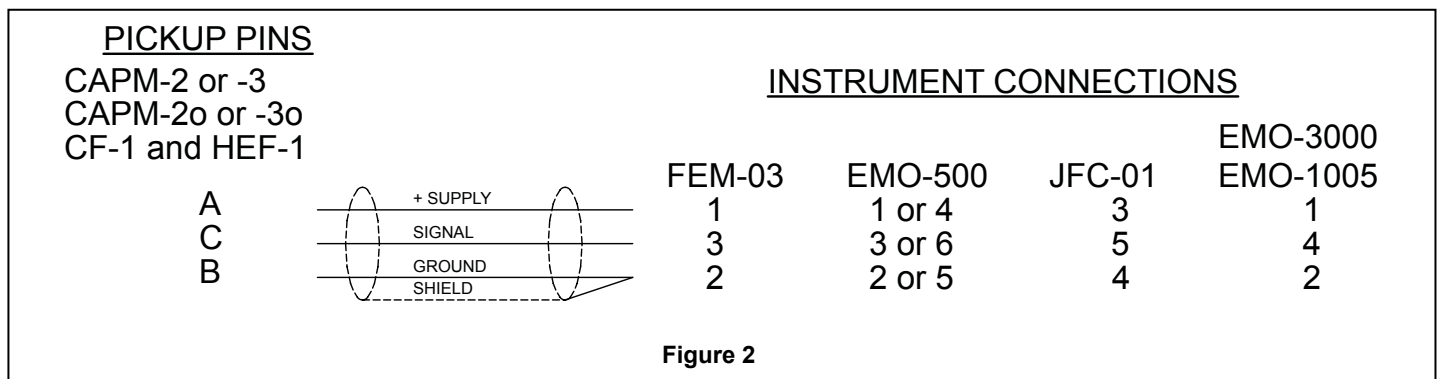 PICKUP PINS
CAPM-2 or -3
CAPM-2o or -3o
CF-1 and HEF-1
INSTRUMENT CONNECTIONS
EMO-3000
FEM-03 EMO-500 JFC-01 EMO-1005
A + SUPPLY 1 1 or 4 3 1
C SIGNAL 3 3 or 6 5 4
B GROUND 2 2 or 5 4 2
SHIELD
Figure 2